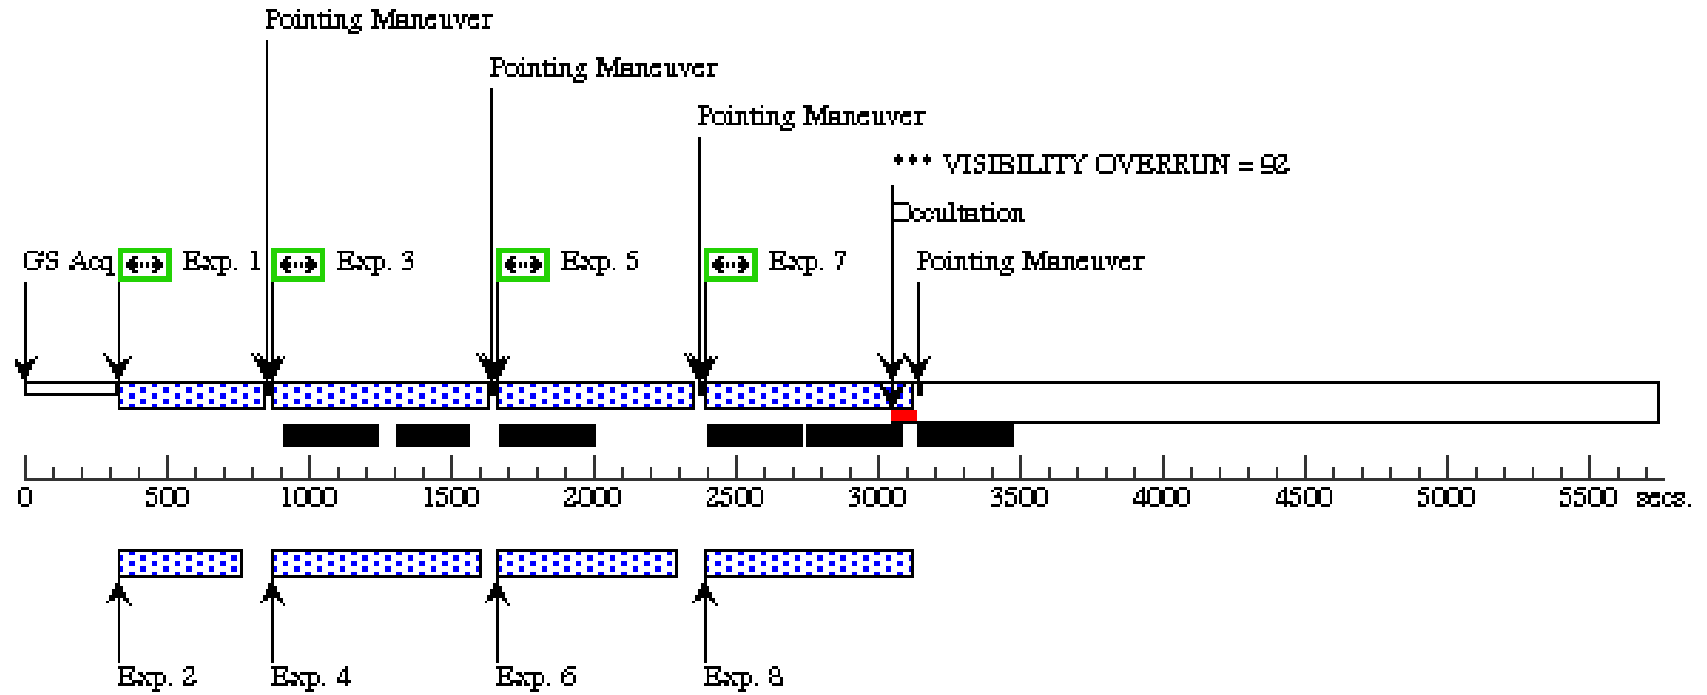 Pointing Maneuver
Pointing Maneuver
Pointing Maneuver
*** VISIBILITY OVERRUN = 92
Occultation
GS Acq Exp. 1 Exp. 3 Exp. 5 Exp. 7 Pointing Maneuver
0 500 1000 1500 2000 2500 3000 3500 4000 4500 5000 5500 secs.
Exp. 2 Exp. 4 Exp. 6 Exp. 8